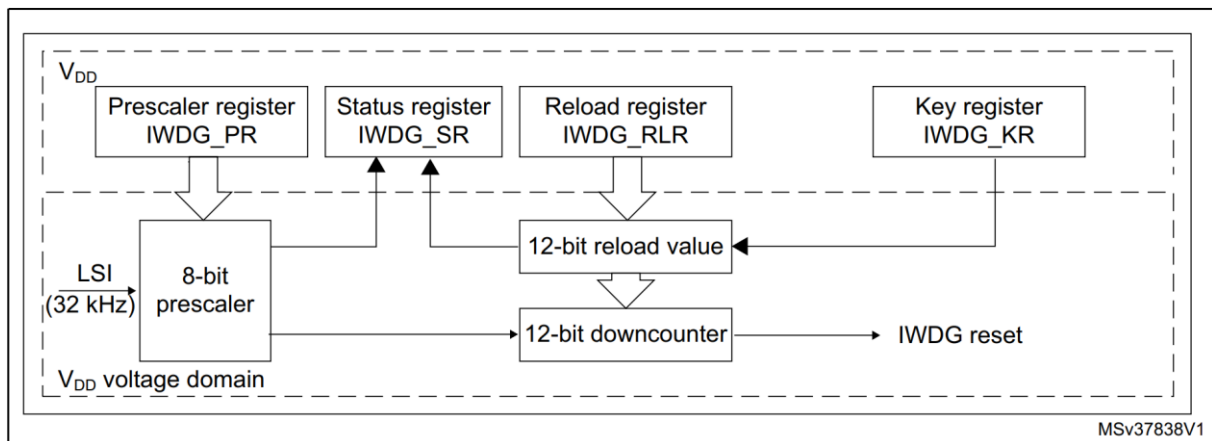 VDD
Prescaler register
IWDG_PR
Status register
IWDG_SR
Reload register
IWDG_RLR
Key register
IWDG_KR
LSI
(32 kHz)
8-bit
prescaler
12-bit reload value
12-bit downcounter
IWDG reset
VDD voltage domain
MSv37838V1